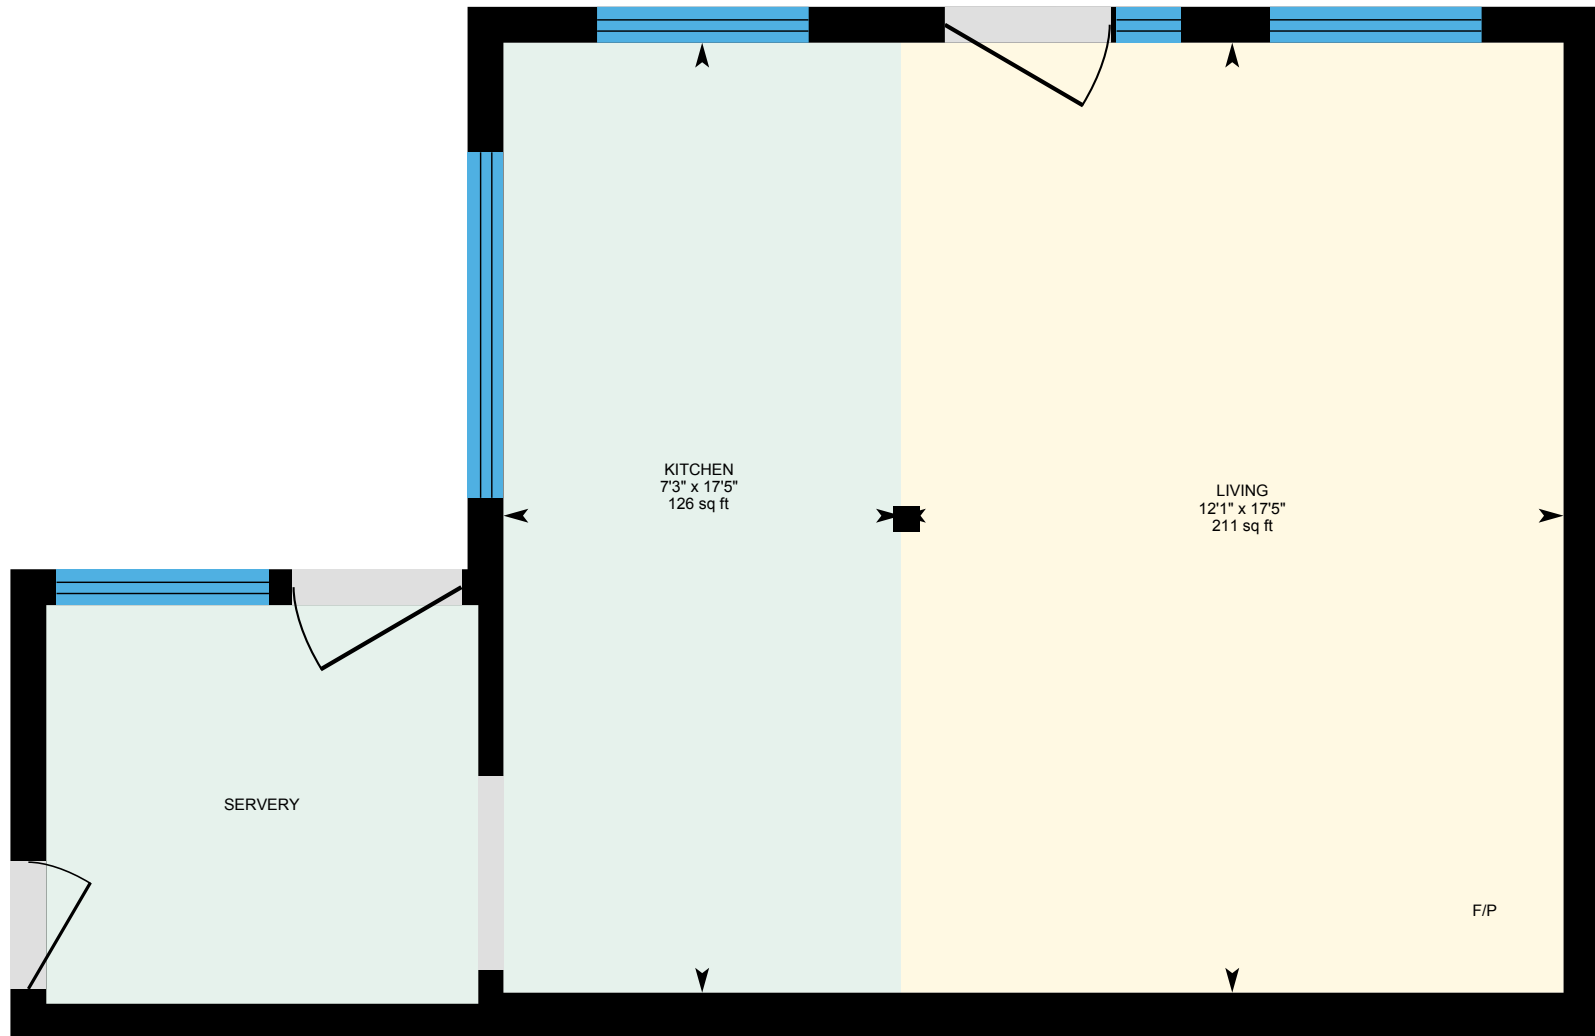 KITCHEN
7'3" x 17'5"
126 sq ft
LIVING
12'1" x 17'5"
211 sq ft
SERVERY
F/P